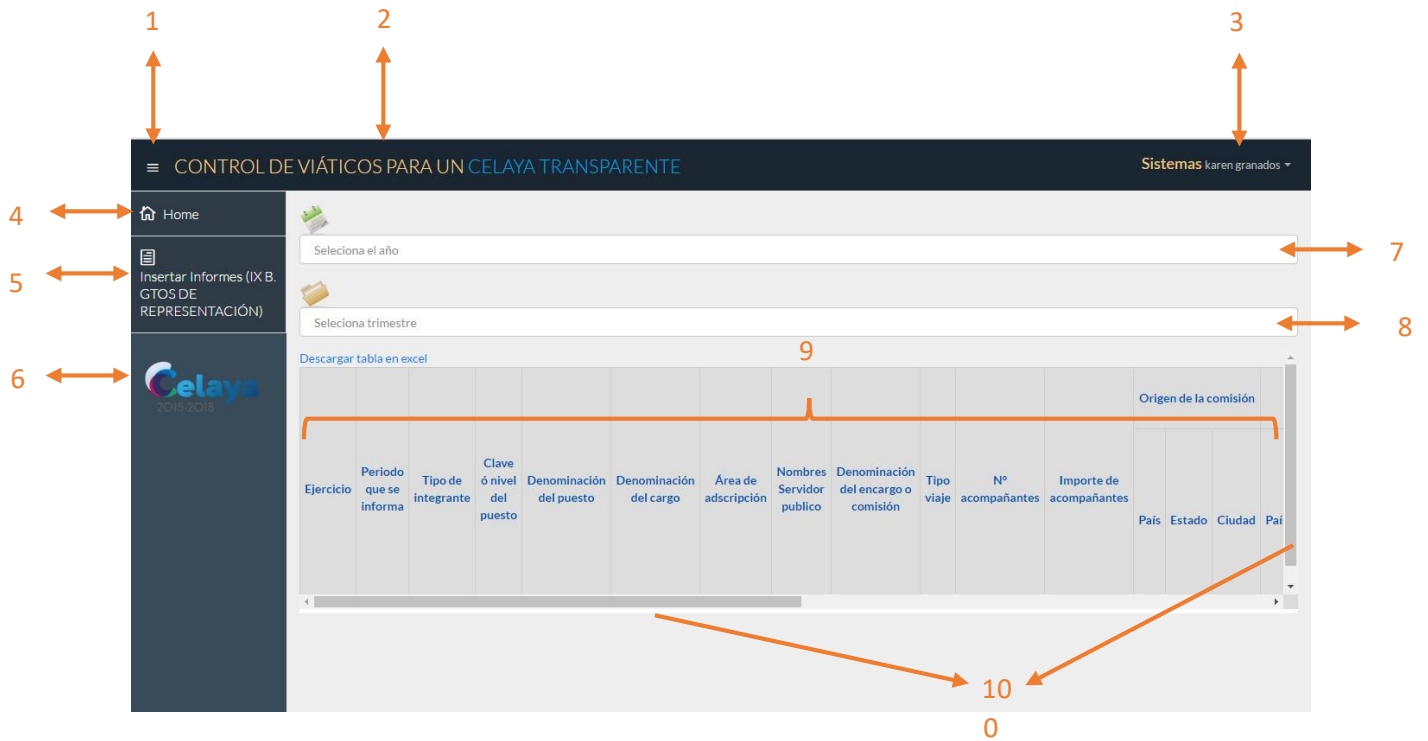 1
2
3
≡ CONTROL DE VIÁTICOS PARA UN CELAYA TRANSPARENTE
Sistemas karen granados
4
Home
5
Insertar Informes (IX B.
GTOS DE
REPRESENTACIÓN)
6
Celaya
2015-2018
Seleciona el año
7
Seleciona trimestre
8
Descargar tabla en excel
9
Origen de la comisión
Ejercicio
Periodo
que se
informa
Tipo de
integrante
Clave
ó nivel
del
puesto
Denominación
del puesto
Denominación
del cargo
Área de
adscripción
Nombres
Servidor
publico
Denominación
del encargo o
comisión
Tipo
viaje
Nº
acompañantes
Importe de
acompañantes
País
Estado
Ciudad
Paí
10
0